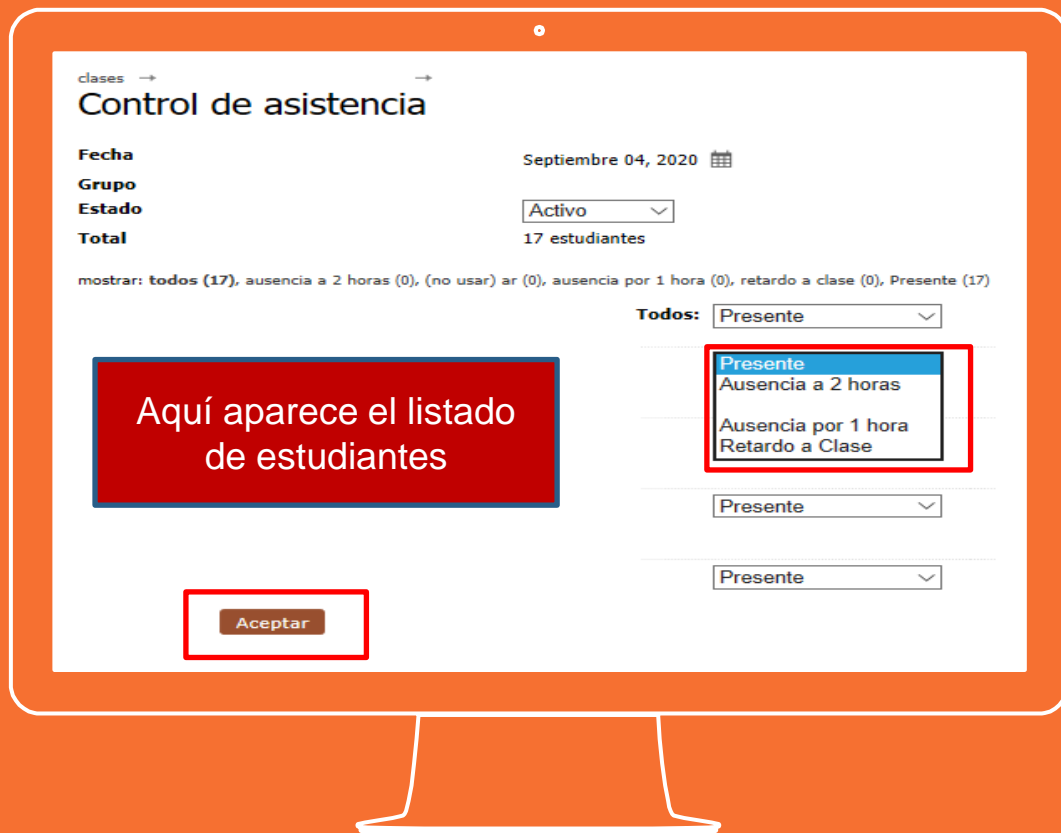 clases → →
Control de asistencia
Fecha Septiembre 04, 2020
Grupo
Estado Activo
Total 17 estudiantes
mostrar: todos (17), ausencia a 2 horas (0), (no usar) ar (0), ausencia por 1 hora (0), retardo a clase (0), Presente (17)
Todos: Presente
Presente
Ausencia a 2 horas
Ausencia por 1 hora
Retardo a Clase
Aquí aparece el listado
de estudiantes
Presente
Presente
Aceptar